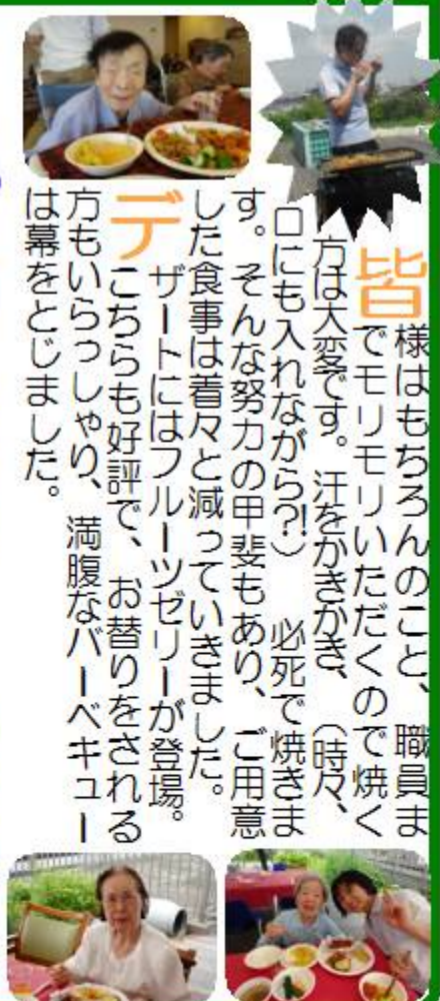 皆様はもちろんのこと、職員ま
でモリモリいただくので焼く
方は大変です。汗をかきかき、(時々、
口にも入れながら?!)　必死で焼きま
す。そんな努力の甲斐もあり、ご用意
した食事は着々と減っていきました。
デザートにはフルーツゼリーが登場。
こちらも好評で、お替りをされる
方もいらっしゃり、満腹なバーベキュー
は幕をとじました。